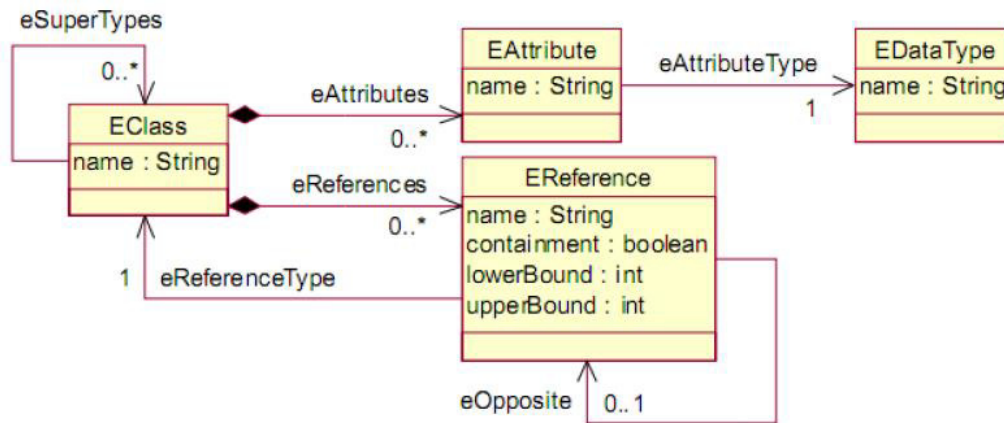 eSuperTypes
0..*
EClass
name : String
eAttributes
0..*
EAttribute
name : String
eAttributeType
1
EDataType
name : String
eReferences
0..*
EReference
name : String
containment : boolean
lowerBound : int
upperBound : int
1
eReferenceType
eOpposite
0..1